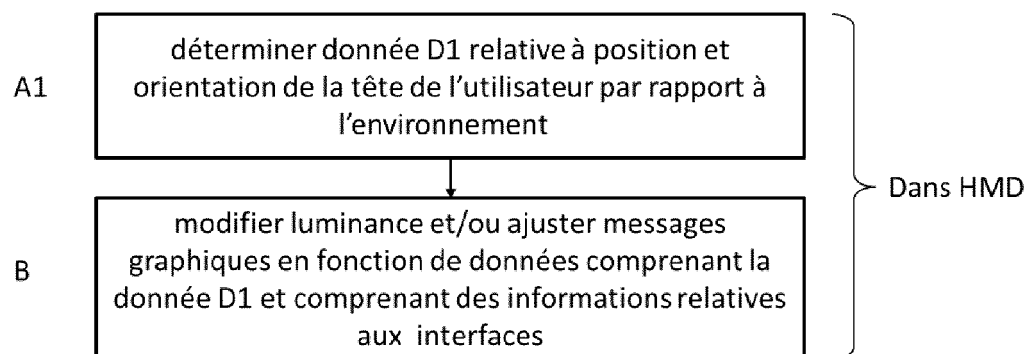 A1
déterminer donnée D1 relative à position et
orientation de la tête de l'utilisateur par rapport à
l'environnement
Dans HMD
B
modifier luminance et/ou ajuster messages
graphiques en fonction de données comprenant la
donnée D1 et comprenant des informations relatives
aux interfaces